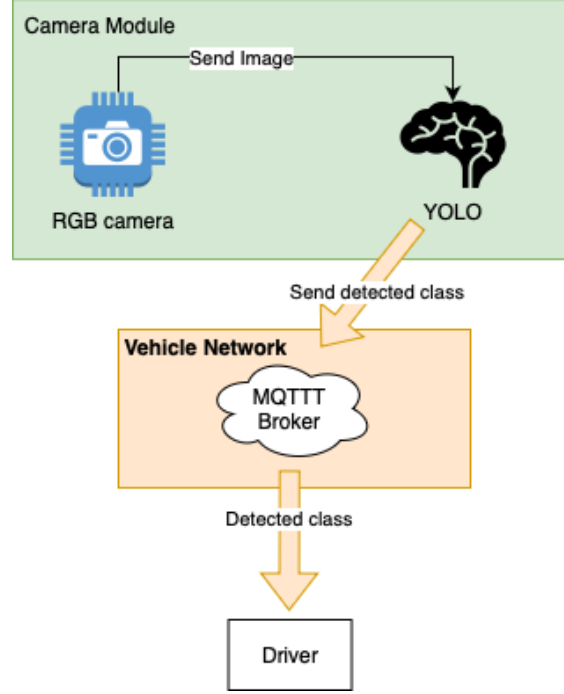 Camera Module
Send Image
RGB camera
YOLO
Send detected class
Vehicle Network
MQTTT
Broker
Detected class
Driver